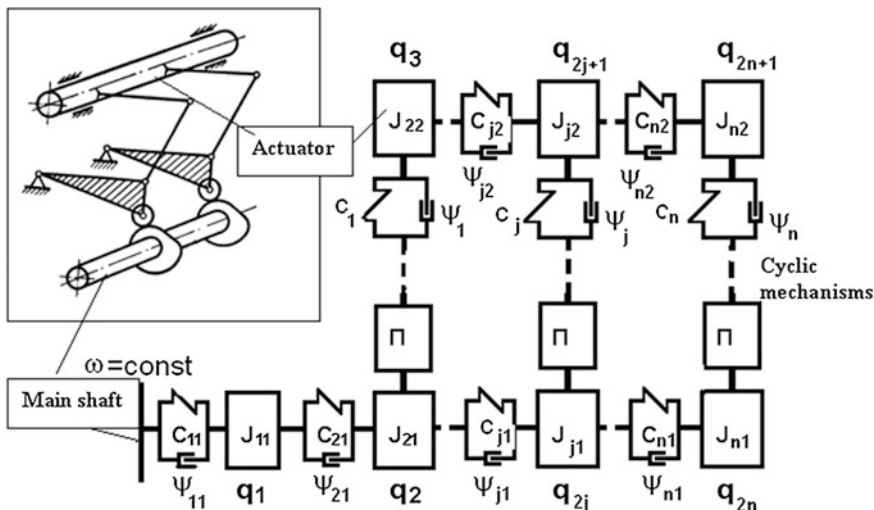 q3 q2j+1 q2n+1
J22 Cj2 Jj2 Cn2 Jn2
Actuator
Ψj2 Ψn2
c1 Ψ1 cj Ψj cn Ψn
Cyclic
mechanisms
Π Π Π
ω=const
Main shaft
C11 J11 C21 J21 Cj1 Jj1 Cn1 Jn1
Ψ11 q1 Ψ21 q2 Ψj1 q2j Ψn1 q2n